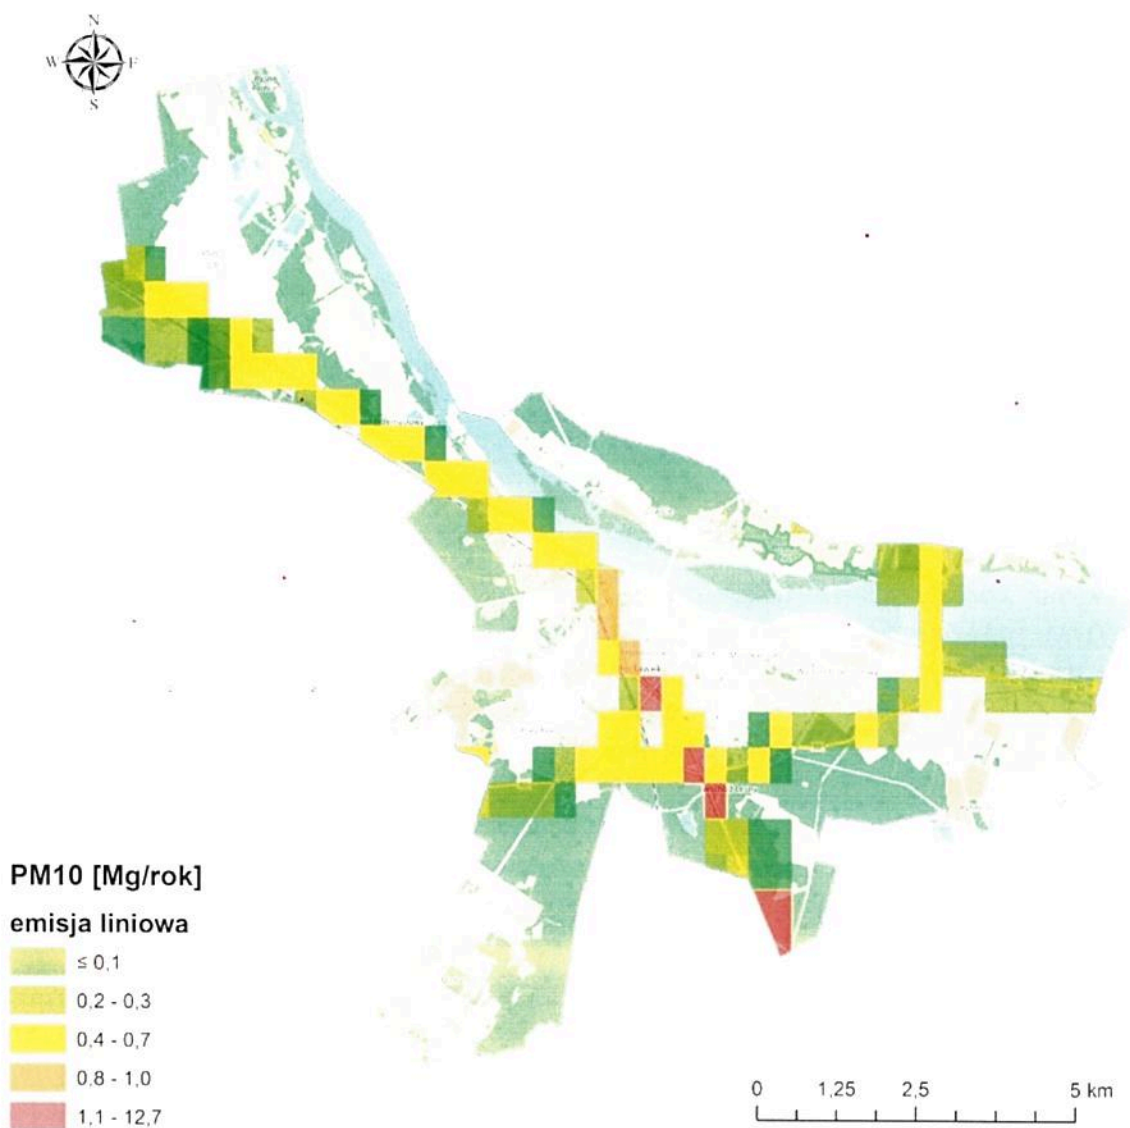 N
W E
S
PM10 [Mg/rok]
emisja liniowa
≤ 0,1
0,2 - 0,3
0,4 - 0,7
0,8 - 1,0
1,1 - 12,7
0 1,25 2,5 5 km